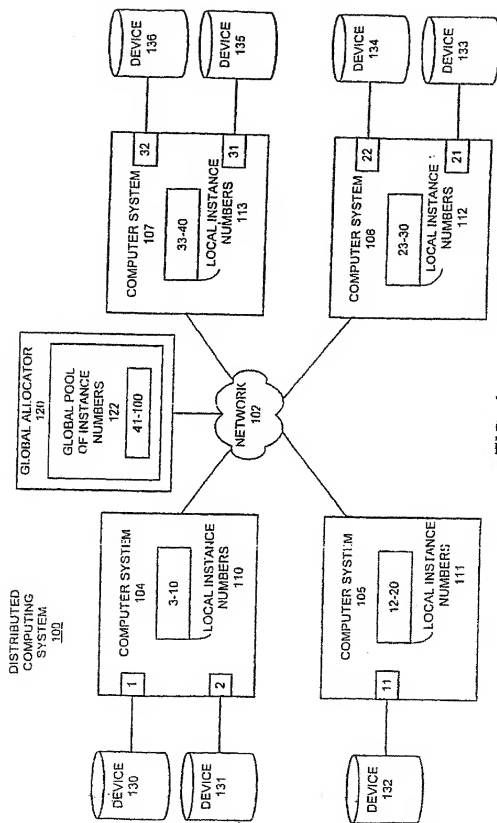 DISTRIBUTED
COMPUTING
SYSTEM
100
GLOBAL ALLOCATOR
120
GLOBAL POOL
OF INSTANCE
NUMBERS
122
41-100
DEVICE
130
DEVICE
131
1
2
COMPUTER SYSTEM
104
3-10
LOCAL INSTANCE
NUMBERS
110
COMPUTER SYSTEM
107
33-40
LOCAL INSTANCE
NUMBERS
113
32
31
DEVICE
136
DEVICE
135
NETWORK
102
DEVICE
132
11
COMPUTER SYSTEM
105
12-20
LOCAL INSTANCE
NUMBERS
111
COMPUTER SYSTEM
106
23-30
LOCAL INSTANCE
NUMBERS
112
22
21
DEVICE
134
DEVICE
133